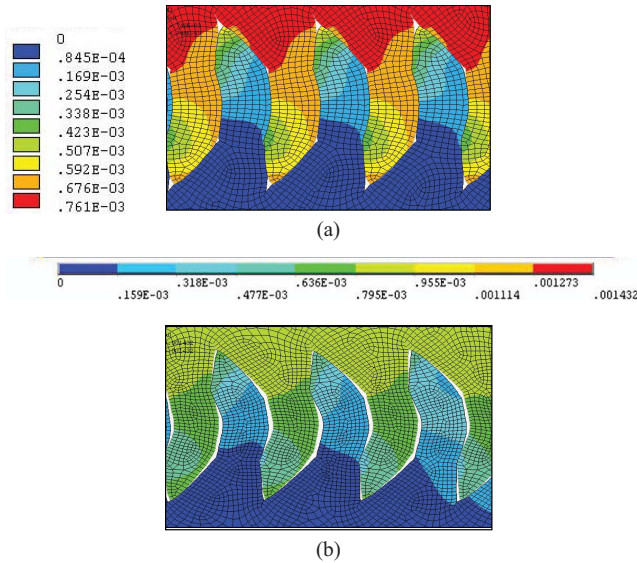 0
.845E-04
.169E-03
.254E-03
.338E-03
.423E-03
.507E-03
.592E-03
.676E-03
.761E-03
(a)
0 .318E-03 .636E-03 .955E-03 .001273
.159E-03 .477E-03 .795E-03 .001114 .001432
(b)